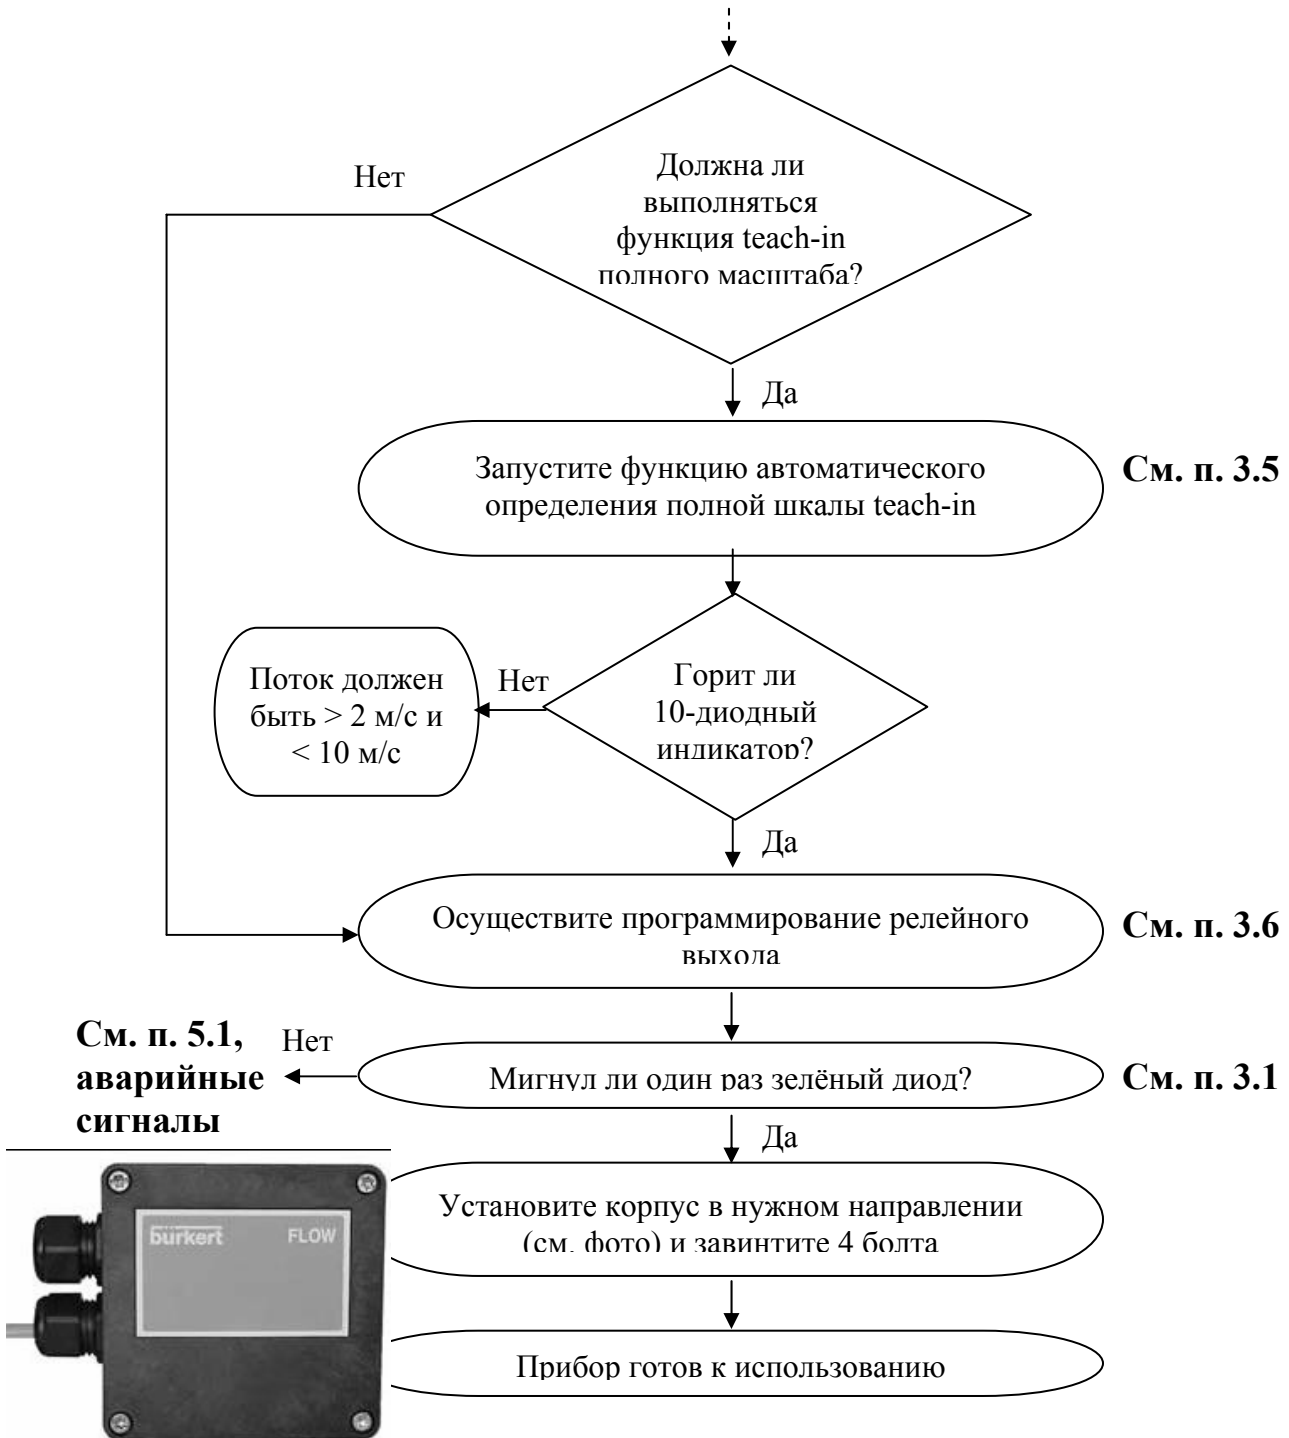 Нет
Должна ли
выполняться
функция teach-in
полного масштаба?
Да
Запустите функцию автоматического
определения полной шкалы teach-in
См. п. 3.5
Поток должен
быть > 2 м/с и
< 10 м/с
Нет
Горит ли
10-диодный
индикатор?
Да
Осуществите программирование релейного
выхода
См. п. 3.6
См. п. 5.1,
аварийные
сигналы
Нет
Мигнул ли один раз зелёный диод?
См. п. 3.1
Да
bürkert FLOW
Установите корпус в нужном направлении
(см. фото) и завинтите 4 болта
Прибор готов к использованию